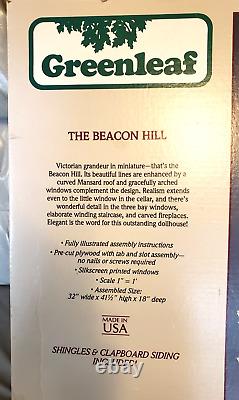 Greenleaf
THE BEACON HILL
Victorian grandeur in miniature—that's the
Beacon Hill. Its beautiful lines are enhanced by a
curved Mansard roof and gracefully arched
windows complement the design. Realism extends
even to the little window in the cellar, and there's
wonderful detail in the three bay windows,
elaborate winding staircase, and carved fireplaces.
Elegant is the word for this outstanding dollhouse!
• Fully illustrated assembly instructions
• Pre-cut plywood with tab and slot assembly—
no nails or screws required
• Silkscreen printed windows
• Scale 1" = 1'
• Assembled Size:
32" wide x 41½" high x 18" deep
MADE IN
USA
SHINGLES & CLAPBOARD SIDING
INCLUDED!